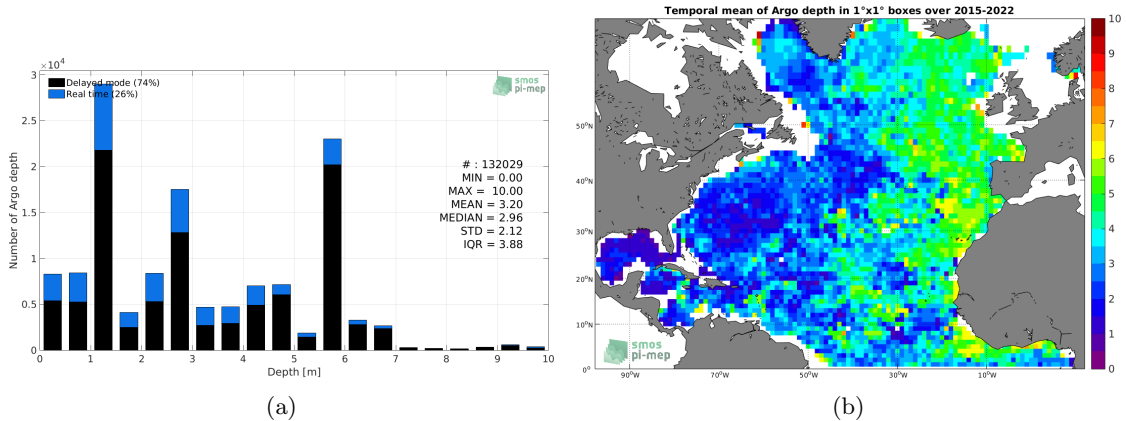 ×10⁴
3
2.5
2
1.5
1
0.5
0
Number of Argo depth
Delayed mode (74%)
Real time (26%)
smos
pi-mep
# : 132029
MIN = 0.00
MAX = 10.00
MEAN = 3.20
MEDIAN = 2.96
STD = 2.12
IQR = 3.88
0 1 2 3 4 5 6 7 8 9 10
Depth [m]
(a)
Temporal mean of Argo depth in 1°x1° boxes over 2015-2022
50°N
40°N
30°N
20°N
10°N
0°
90°W 70°W 50°W 30°W 10°W
smos
pi-mep
10
9
8
7
6
5
4
3
2
1
0
(b)